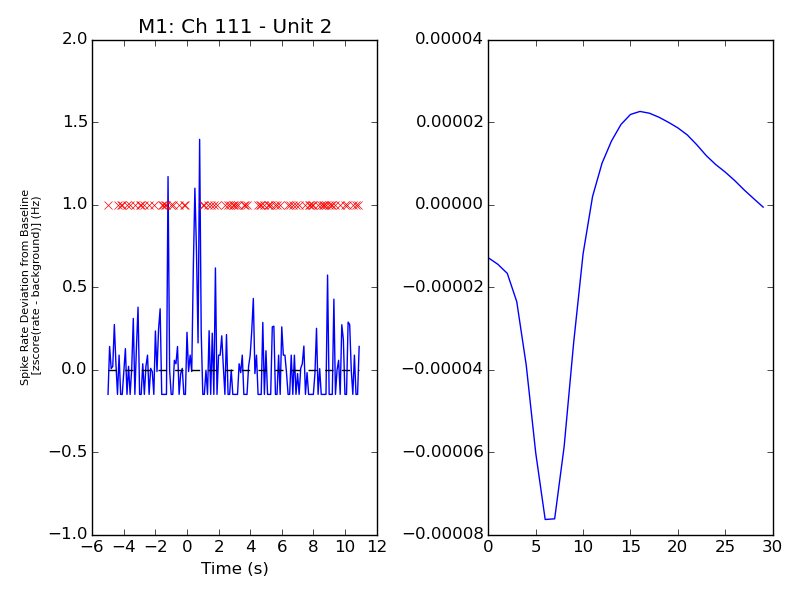 M1: Ch 111 - Unit 2
Spike Rate Deviation from Baseline
[zscore(rate - background)] (Hz)
2.0
1.5
1.0
0.5
0.0
−0.5
−1.0
−6 −4 −2 0 2 4 6 8 10 12
Time (s)
0.00004
0.00002
0.00000
−0.00002
−0.00004
−0.00006
−0.00008
0 5 10 15 20 25 30